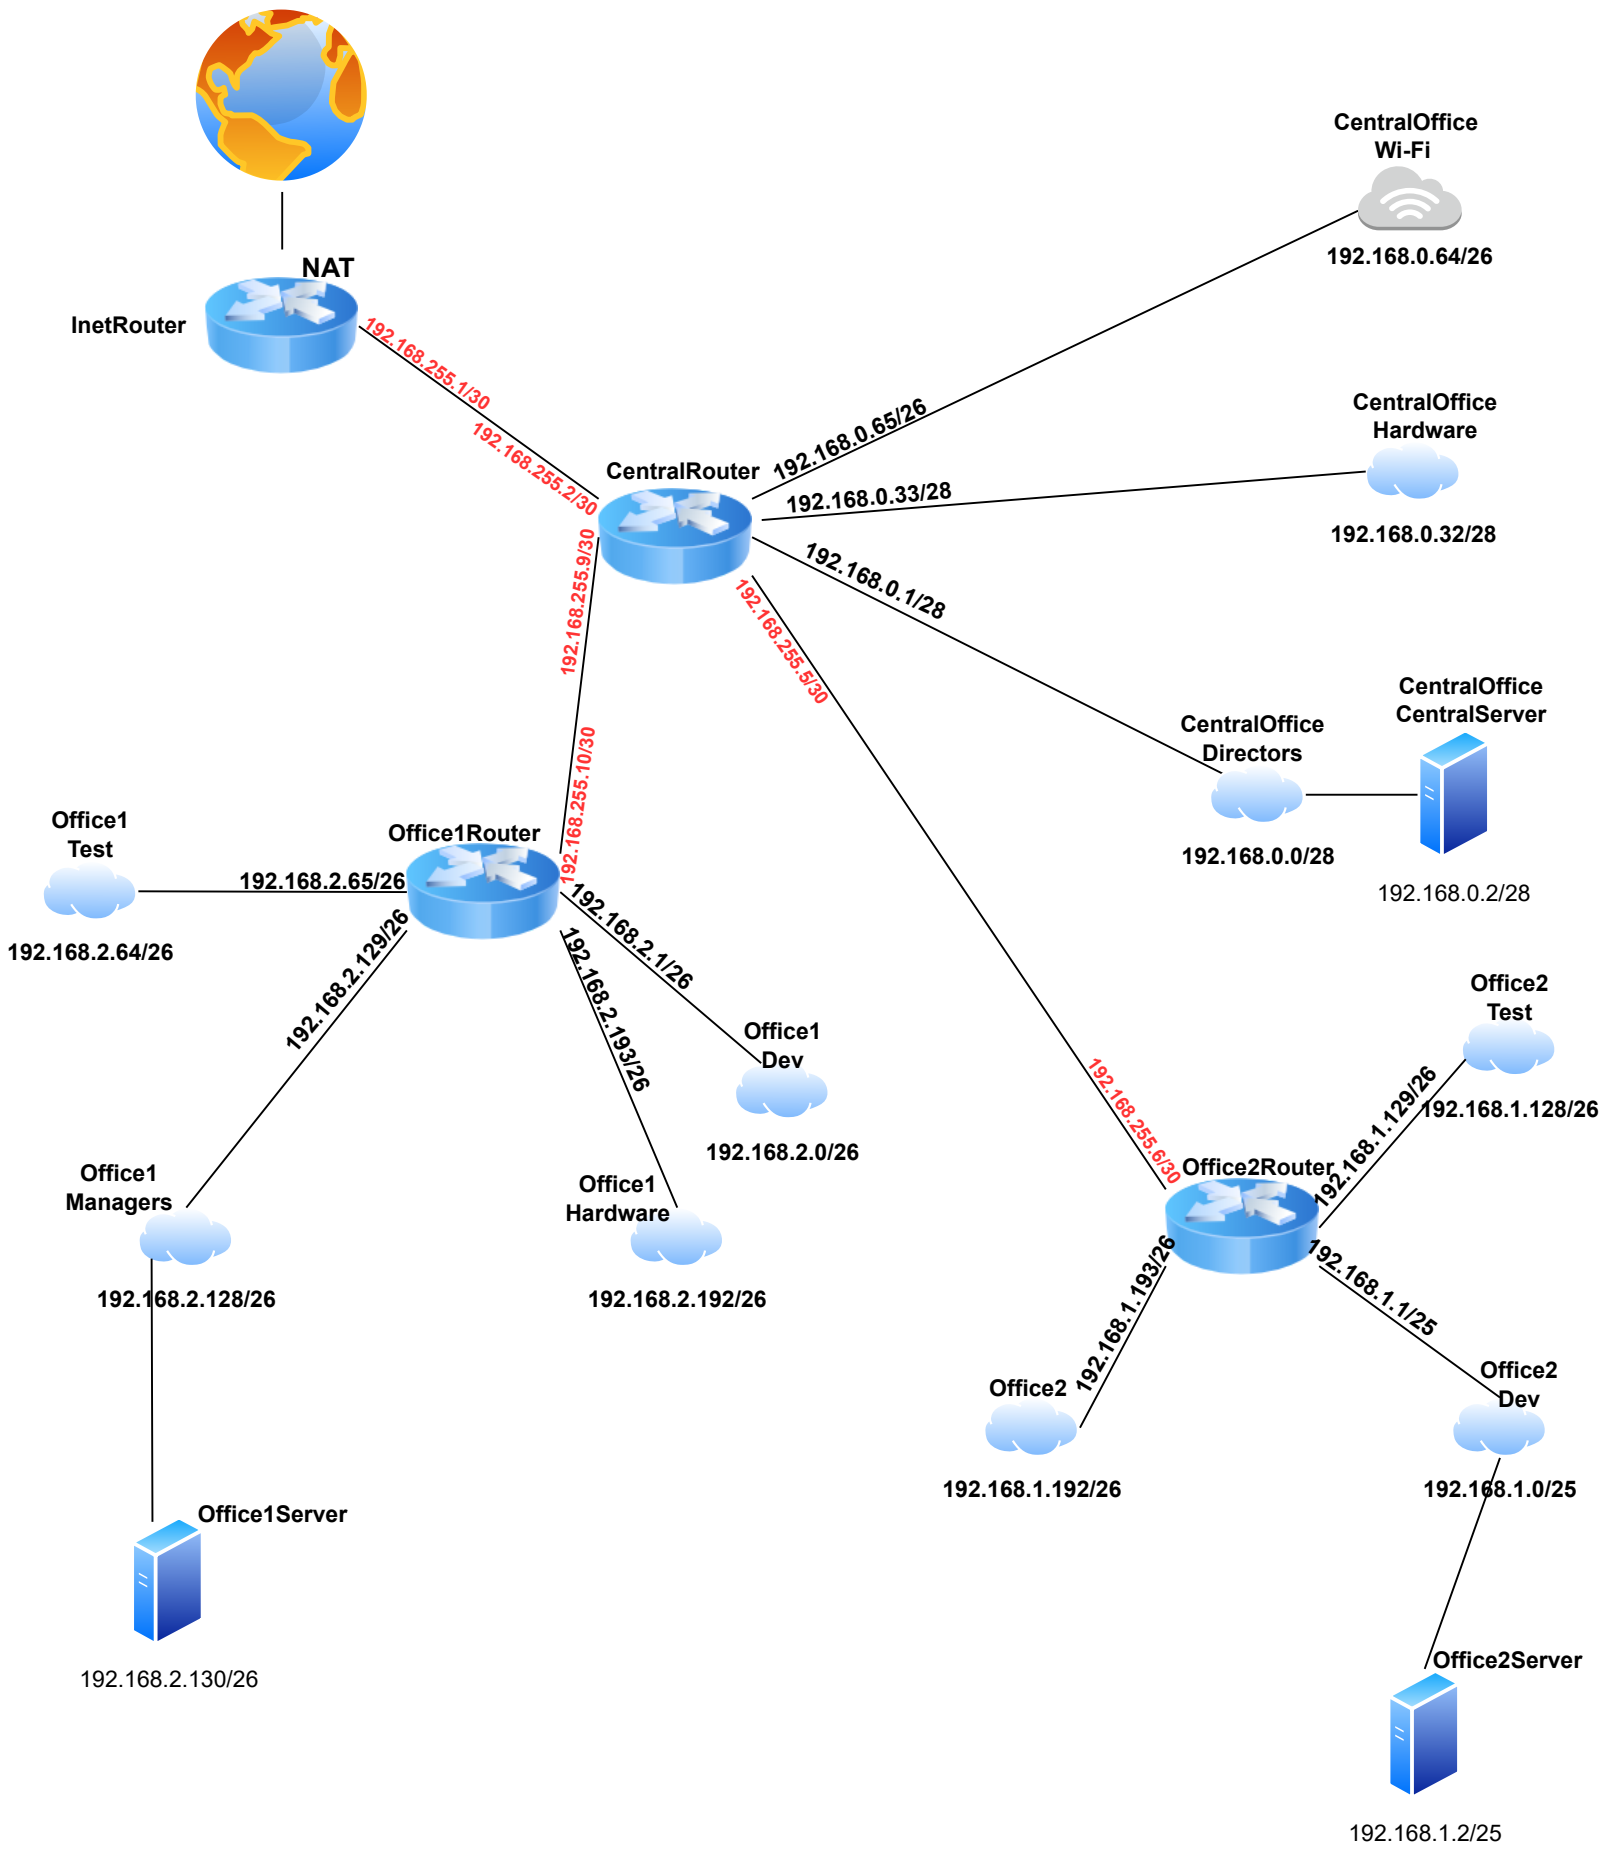 CentralOffice
Wi-Fi
192.168.0.64/26
NAT
InetRouter
192.168.255.1/30
192.168.255.2/30
CentralRouter
192.168.0.65/26
192.168.0.33/28
192.168.0.1/28
CentralOffice
Hardware
192.168.0.32/28
192.168.255.9/30
192.168.255.5/30
CentralOffice
Directors
192.168.0.0/28
CentralOffice
CentralServer
192.168.0.2/28
192.168.255.10/30
Office1Router
Office1
Test
192.168.2.65/26
192.168.2.64/26
192.168.2.129/26
192.168.2.1/26
192.168.2.193/26
Office1
Dev
192.168.2.0/26
Office1
Managers
192.168.2.128/26
Office1
Hardware
192.168.2.192/26
Office2
Test
192.168.1.128/26
192.168.255.6/30
Office2Router
192.168.1.129/26
192.168.1.193/26
192.168.1.1/25
Office2
192.168.1.192/26
Office2
Dev
192.168.1.0/25
Office1Server
192.168.2.130/26
Office2Server
192.168.1.2/25